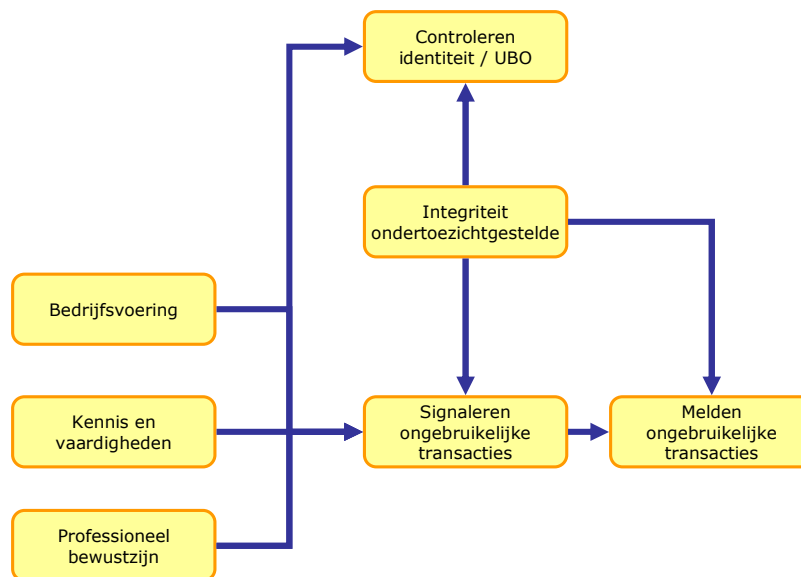 Controleren
identiteit / UBO
Integriteit
ondertoezichtgestelde
Bedrijfsvoering
Kennis en
vaardigheden
Signaleren
ongebruikelijke
transacties
Melden
ongebruikelijke
transacties
Professioneel
bewustzijn